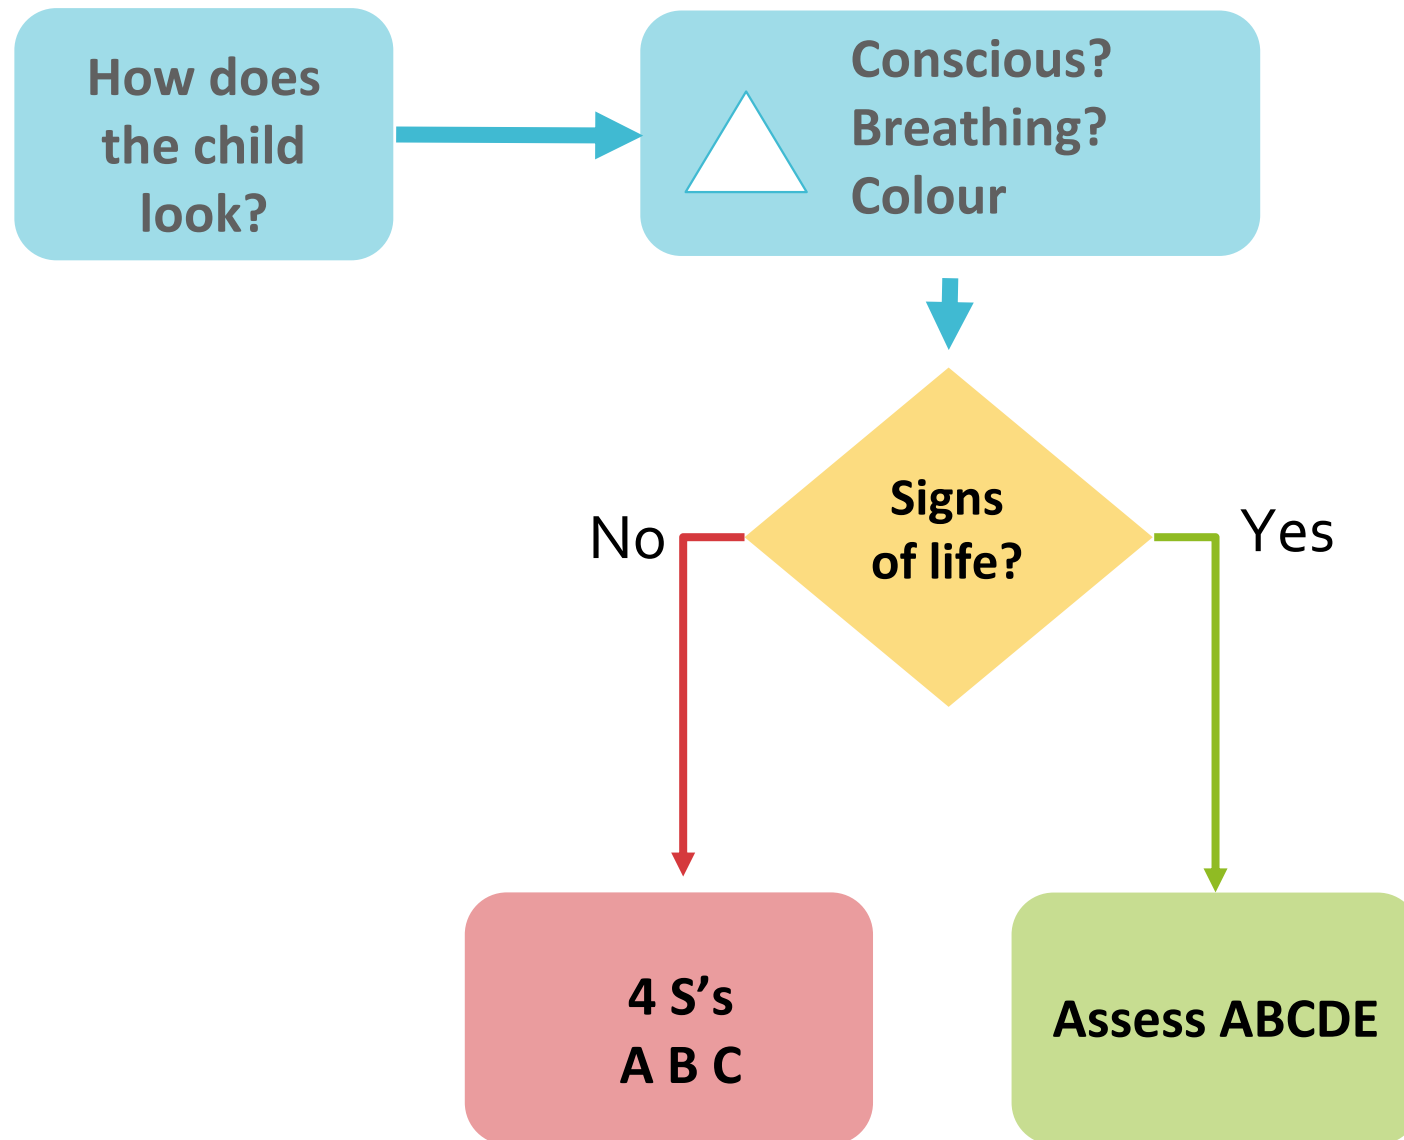 How does
the child
look?
Conscious?
Breathing?
Colour
Signs
of life?
No
Yes
4 S’s
A B C
Assess ABCDE